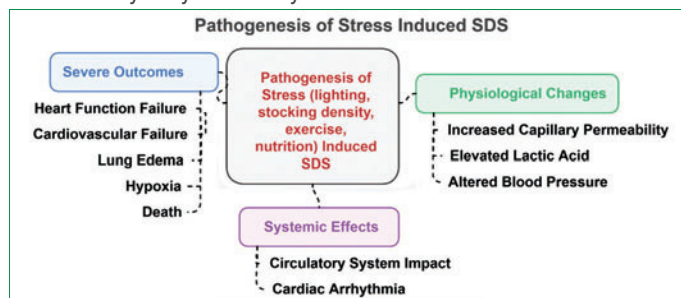 Pathogenesis of Stress Induced SDS
Severe Outcomes
Heart Function Failure
Cardiovascular Failure
Lung Edema
Hypoxia
Death
Pathogenesis of
Stress (lighting,
stocking density,
exercise,
nutrition) Induced
SDS
Physiological Changes
Increased Capillary Permeability
Elevated Lactic Acid
Altered Blood Pressure
Systemic Effects
Circulatory System Impact
Cardiac Arrhythmia